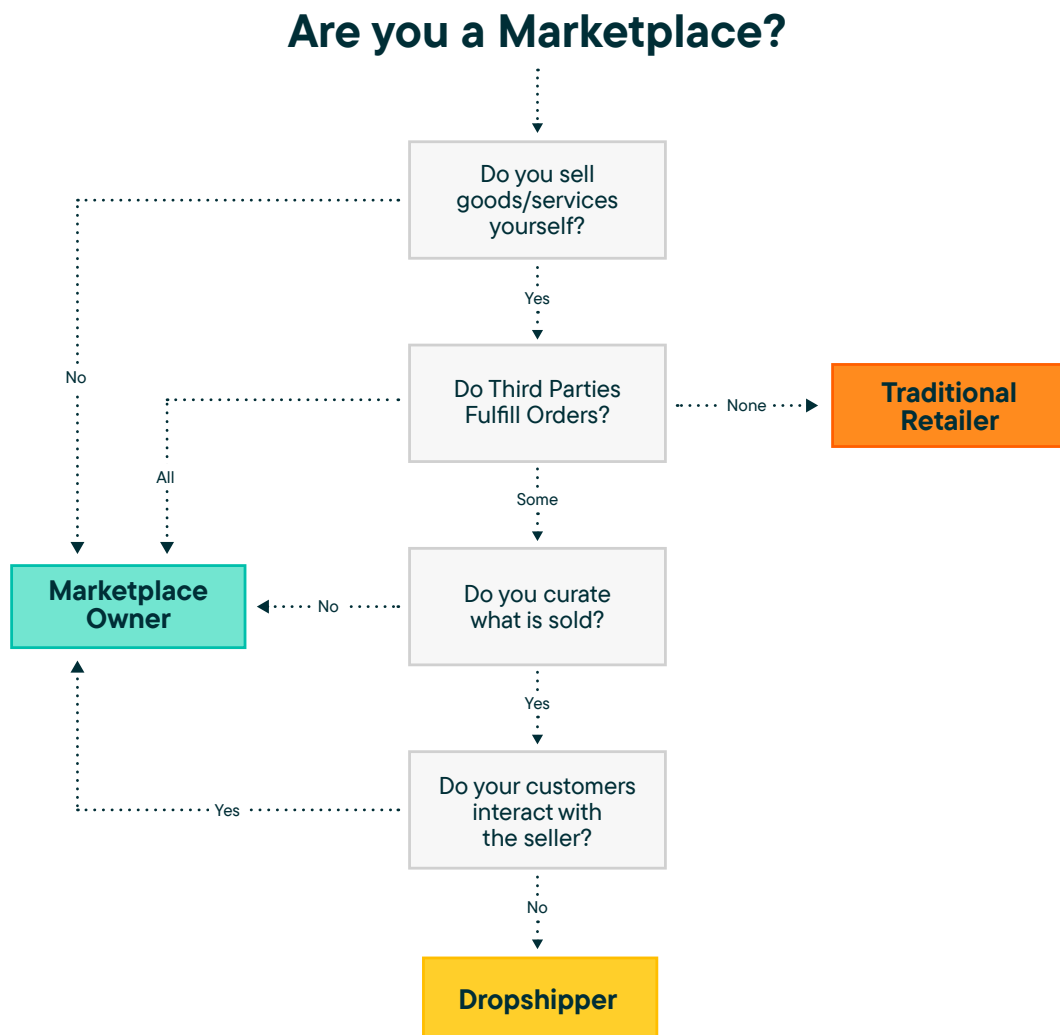 Are you a Marketplace?
Do you sell
goods/services
yourself?
Yes
No
Do Third Parties
Fulfill Orders?
None
Traditional
Retailer
All
Some
Marketplace
Owner
No
Do you curate
what is sold?
Yes
Do your customers
interact with
the seller?
Yes
No
Dropshipper